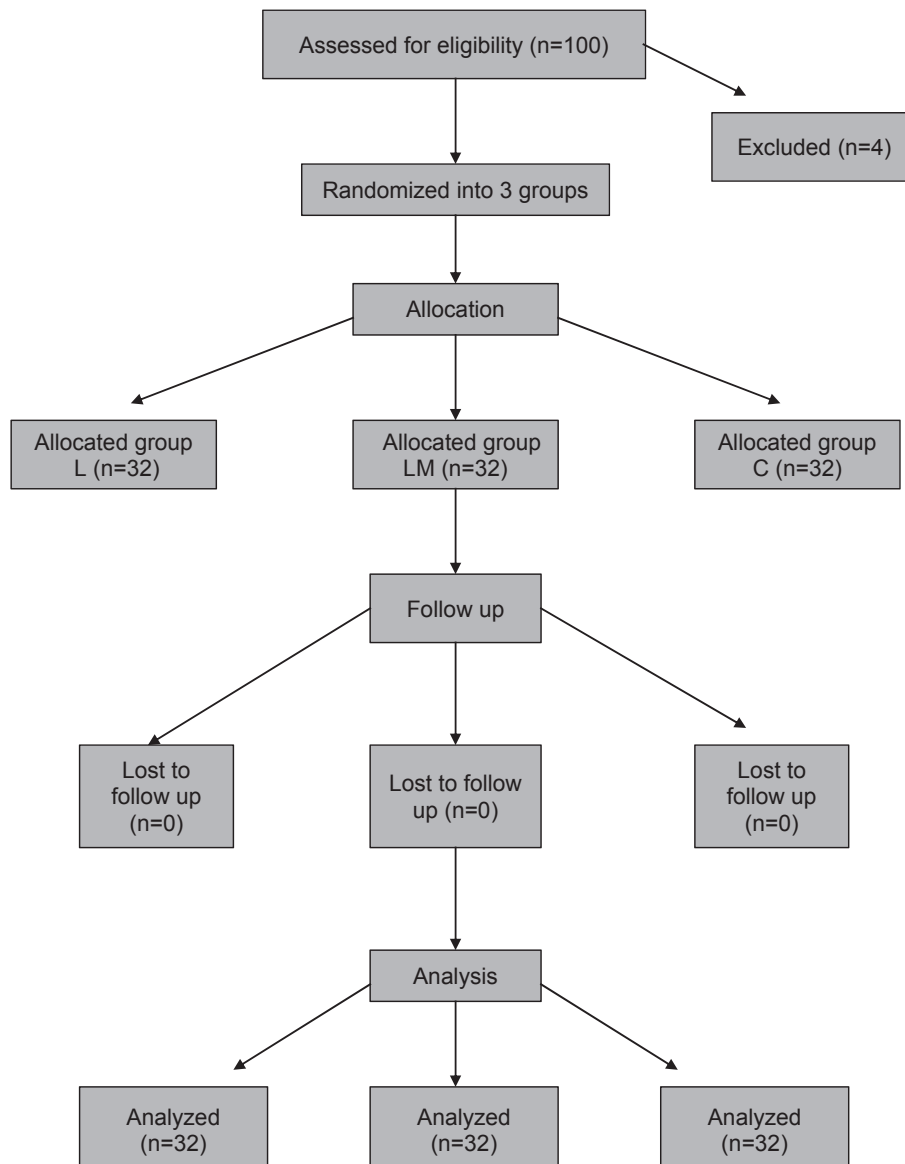 Assessed for eligibility (n=100)
Excluded (n=4)
Randomized into 3 groups
Allocation
Allocated group
L (n=32)
Allocated group
LM (n=32)
Allocated group
C (n=32)
Follow up
Lost to
follow up
(n=0)
Lost to follow
up (n=0)
Lost to
follow up
(n=0)
Analysis
Analyzed
(n=32)
Analyzed
(n=32)
Analyzed
(n=32)